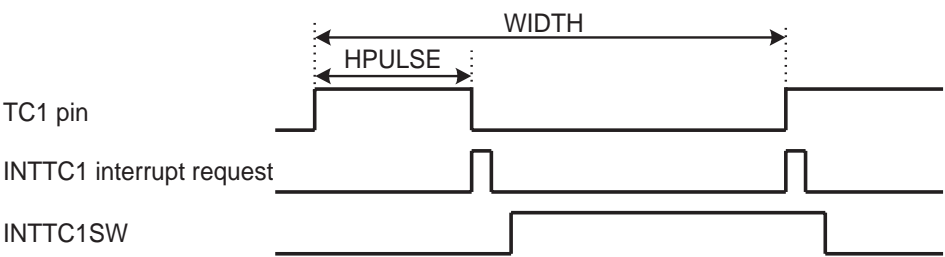 WIDTH
HPULSE
TC1 pin
INTTC1 interrupt request
INTTC1SW